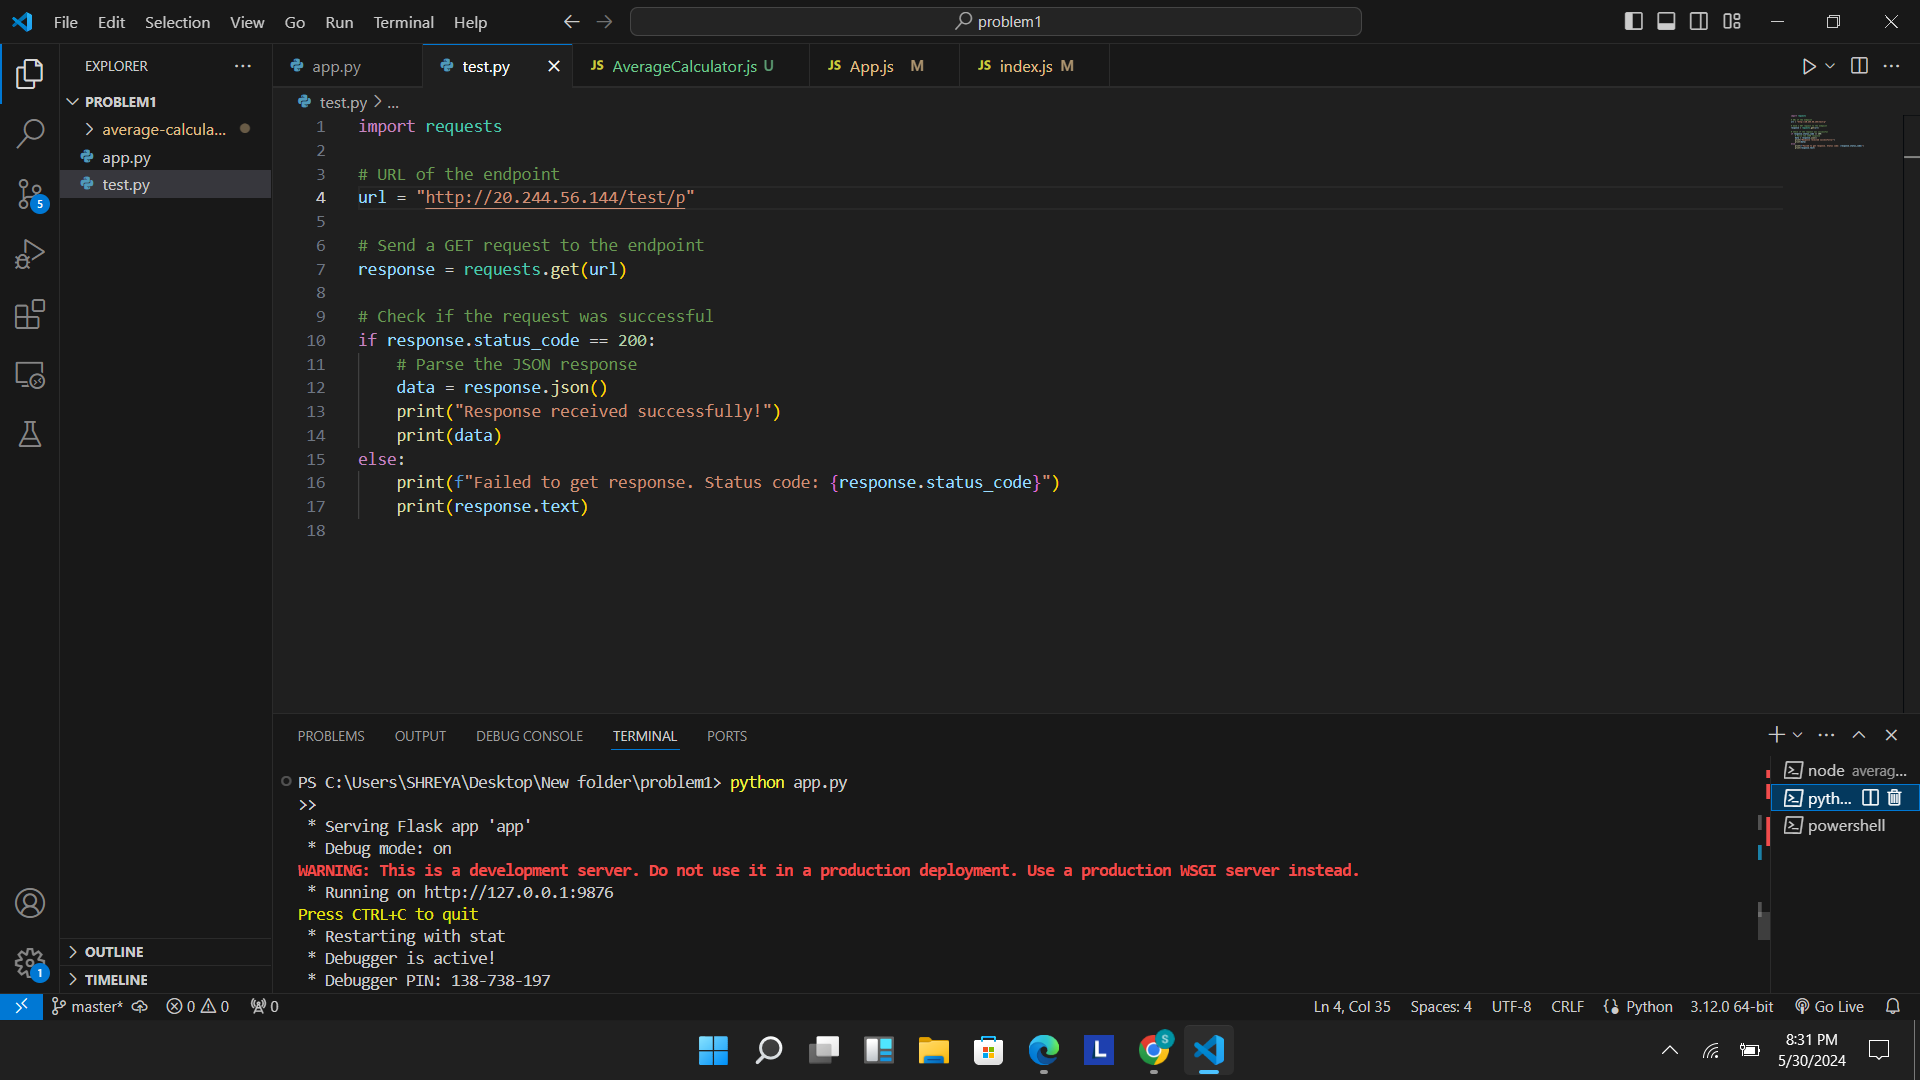 File Edit Selection View Go Run Terminal Help
problem1
EXPLORER
PROBLEM1
average-calcula...
app.py
test.py
OUTLINE
TIMELINE
app.py
test.py
JS AverageCalculator.js U
JS App.js M
JS index.js M
test.py > ...
1 import requests
2
3 # URL of the endpoint
4 url = "http://20.244.56.144/test/p"
5
6 # Send a GET request to the endpoint
7 response = requests.get(url)
8
9 # Check if the request was successful
10 if response.status_code == 200:
11 # Parse the JSON response
12 data = response.json()
13 print("Response received successfully!")
14 print(data)
15 else:
16 print(f"Failed to get response. Status code: {response.status_code}")
17 print(response.text)
18
PROBLEMS OUTPUT DEBUG CONSOLE TERMINAL PORTS
PS C:\Users\SHREYA\Desktop\New folder\problem1> python app.py
>>
* Serving Flask app 'app'
* Debug mode: on
WARNING: This is a development server. Do not use it in a production deployment. Use a production WSGI server instead.
* Running on http://127.0.0.1:9876
Press CTRL+C to quit
* Restarting with stat
* Debugger is active!
* Debugger PIN: 138-738-197
node averag...
pyth...
powershell
5
1
master* 0 0 0
Ln 4, Col 35 Spaces: 4 UTF-8 CRLF Python 3.12.0 64-bit Go Live
L
S
8:31 PM
5/30/2024